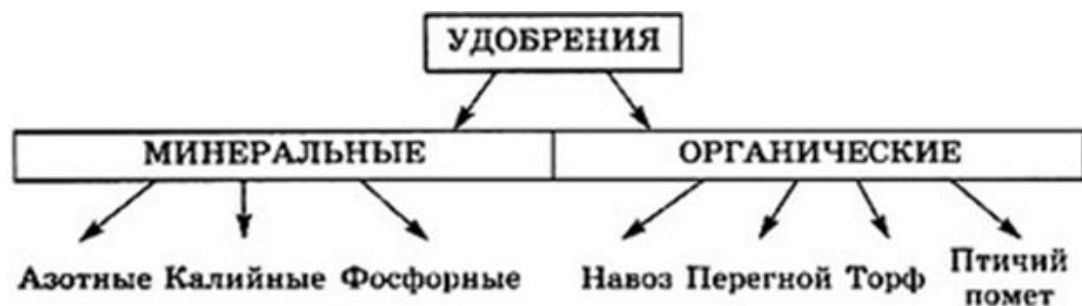 УДОБРЕНИЯ
МИНЕРАЛЬНЫЕ ОРГАНИЧЕСКИЕ
Азотные Калийные Фосфорные Навоз Перегной Торф Птичий
помет